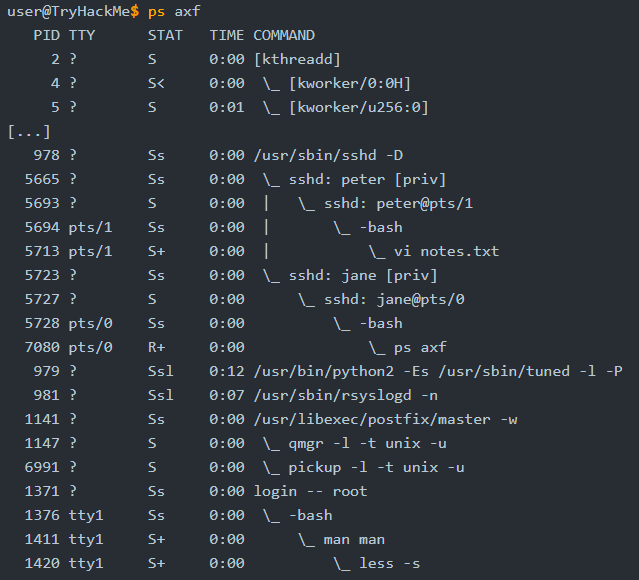 user@TryHackMe$ ps axf
   PID TTY      STAT   TIME COMMAND
     2 ?        S      0:00 [kthreadd]
     4 ?        S<     0:00  \_ [kworker/0:0H]
     5 ?        S      0:01  \_ [kworker/u256:0]
[...]
   978 ?        Ss     0:00 /usr/sbin/sshd -D
  5665 ?        Ss     0:00  \_ sshd: peter [priv]
  5693 ?        S      0:00  |   \_ sshd: peter@pts/1
  5694 pts/1    Ss     0:00  |       \_ -bash
  5713 pts/1    S+     0:00  |           \_ vi notes.txt
  5723 ?        Ss     0:00  \_ sshd: jane [priv]
  5727 ?        S      0:00      \_ sshd: jane@pts/0
  5728 pts/0    Ss     0:00          \_ -bash
  7080 pts/0    R+     0:00              \_ ps axf
   979 ?        Ssl    0:12 /usr/bin/python2 -Es /usr/sbin/tuned -l -P
   981 ?        Ssl    0:07 /usr/sbin/rsyslogd -n
  1141 ?        Ss     0:00 /usr/libexec/postfix/master -w
  1147 ?        S      0:00  \_ qmgr -l -t unix -u
  6991 ?        S      0:00  \_ pickup -l -t unix -u
  1371 ?        Ss     0:00 login -- root
  1376 tty1     Ss     0:00  \_ -bash
  1411 tty1     S+     0:00      \_ man man
  1420 tty1     S+     0:00          \_ less -s